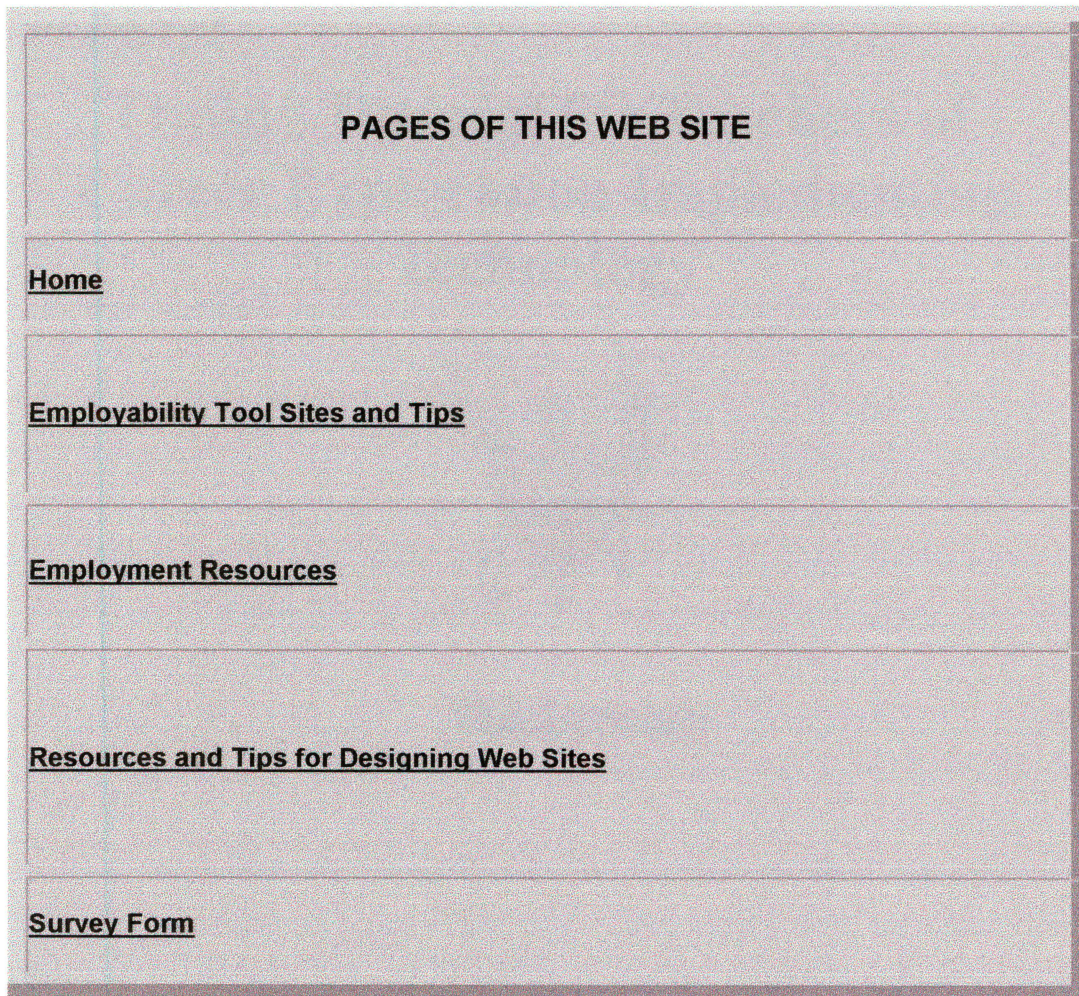 PAGES OF THIS WEB SITE
Home
Employability Tool Sites and Tips
Employment Resources
Resources and Tips for Designing Web Sites
Survey Form